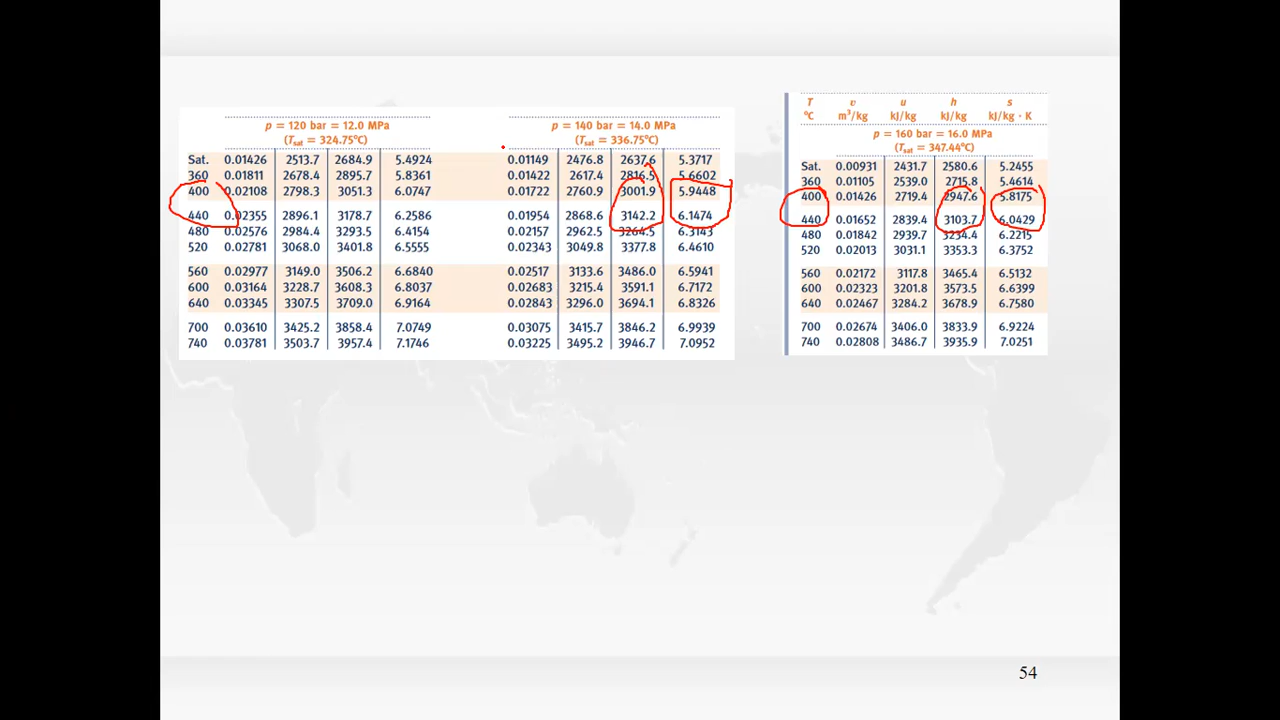 p = 120 bar = 12.0 MPa
(Tsat = 324.75°C)
Sat. 0.01426 2513.7 2684.9 5.4924
360 0.01811 2678.4 2895.7 5.8361
400 0.02108 2798.3 3051.3 6.0747
440 0.02355 2896.1 3178.7 6.2586
480 0.02576 2984.4 3293.5 6.4154
520 0.02781 3068.0 3401.8 6.5555
560 0.02977 3149.0 3506.2 6.6840
600 0.03164 3228.7 3608.3 6.8037
640 0.03345 3307.5 3709.0 6.9164
700 0.03610 3425.2 3858.4 7.0749
740 0.03781 3503.7 3957.4 7.1746
p = 140 bar = 14.0 MPa
(Tsat = 336.75°C)
0.01149 2476.8 2637.6 5.3717
0.01422 2617.4 2816.5 5.6602
0.01722 2760.9 3001.9 5.9448
0.01954 2868.6 3142.2 6.1474
0.02157 2962.5 3264.5 6.3143
0.02343 3049.8 3377.8 6.4610
0.02517 3133.6 3486.0 6.5941
0.02683 3215.4 3591.1 6.7172
0.02843 3296.0 3694.1 6.8326
0.03075 3415.7 3846.2 6.9939
0.03225 3495.2 3946.7 7.0952
T v u h s
°C m³/kg kJ/kg kJ/kg kJ/kg · K
p = 160 bar = 16.0 MPa
(Tsat = 347.44°C)
Sat. 0.00931 2431.7 2580.6 5.2455
360 0.01105 2539.0 2715.8 5.4614
400 0.01426 2719.4 2947.6 5.8175
440 0.01652 2839.4 3103.7 6.0429
480 0.01842 2939.7 3234.4 6.2215
520 0.02013 3031.1 3353.3 6.3752
560 0.02172 3117.8 3465.4 6.5132
600 0.02323 3201.8 3573.5 6.6399
640 0.02467 3284.2 3678.9 6.7580
700 0.02674 3406.0 3833.9 6.9224
740 0.02808 3486.7 3935.9 7.0251
54